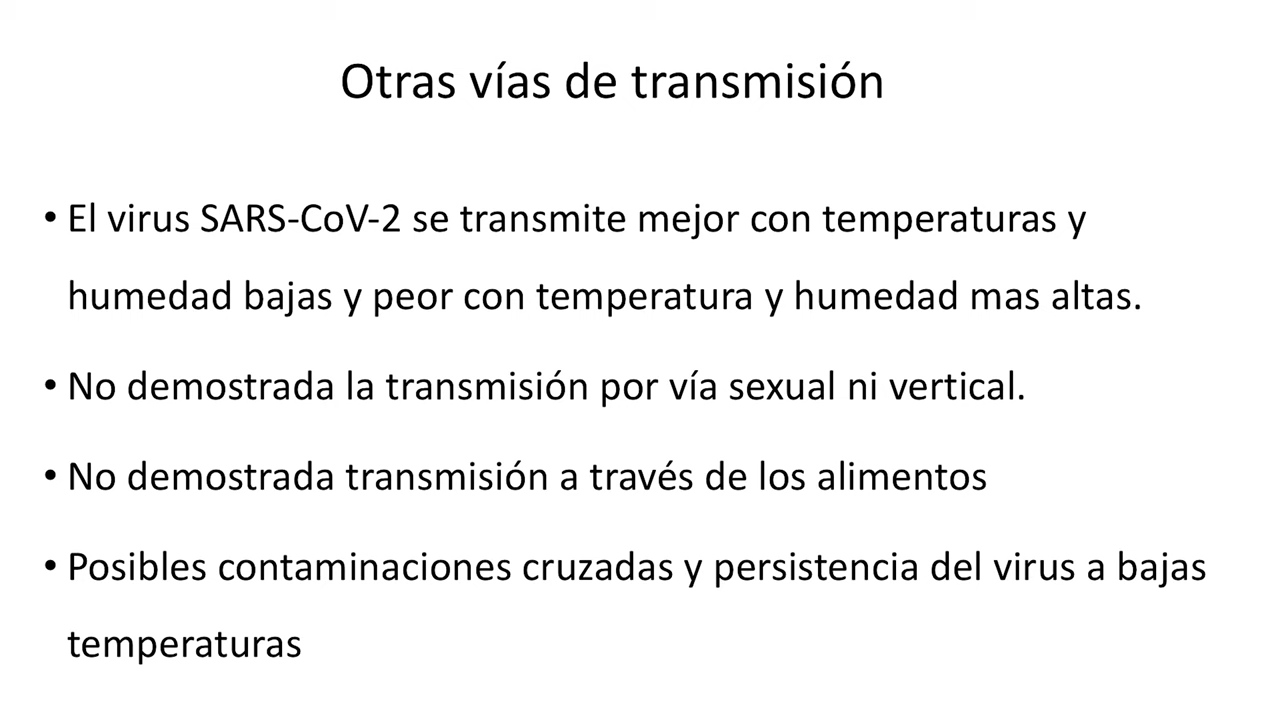 Otras vías de transmisión
• El virus SARS-CoV-2 se transmite mejor con temperaturas y
humedad bajas y peor con temperatura y humedad mas altas.
• No demostrada la transmisión por vía sexual ni vertical.
• No demostrada transmisión a través de los alimentos
• Posibles contaminaciones cruzadas y persistencia del virus a bajas
temperaturas